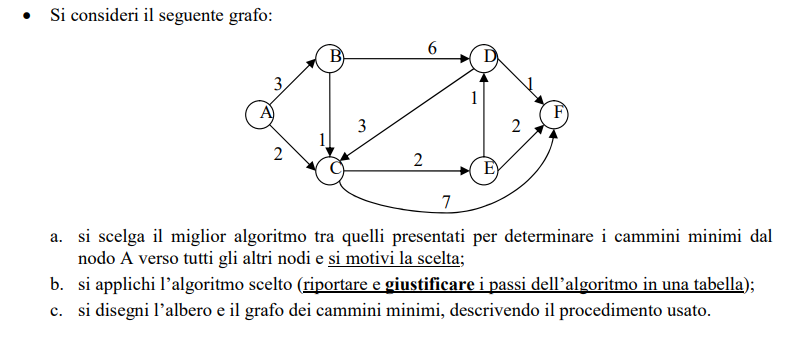 • Si consideri il seguente grafo:
B 6 D
3 1
A 1 F
3 2
2 1 2
C E
7
a. si scelga il miglior algoritmo tra quelli presentati per determinare i cammini minimi dal
nodo A verso tutti gli altri nodi e si motivi la scelta;
b. si applichi l’algoritmo scelto (riportare e giustificare i passi dell’algoritmo in una tabella);
c. si disegni l’albero e il grafo dei cammini minimi, descrivendo il procedimento usato.